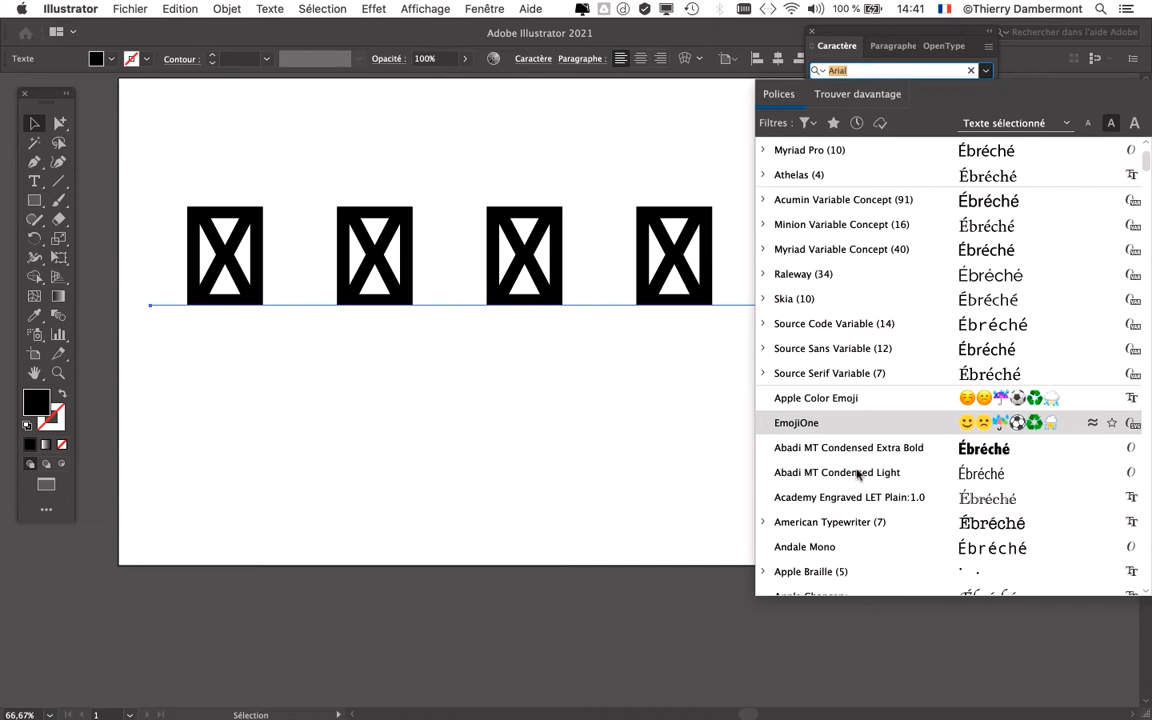 Illustrator Fichier Edition Objet Texte Sélection Effet Affichage Fenêtre Aide 100 % 14:41 ©Thierry Dambermont
Adobe Illustrator 2021
Rechercher dans l'aide Adobe
Texte Contour : Opacité : 100% Caractère Paragraphe :
Caractère Paragraphe OpenType
Arial
Polices Trouver davantage
Filtres : Texte sélectionné A A A
Myriad Pro (10) Ébréché
Athelas (4) Ébréché
Acumin Variable Concept (91) Ébréché
Minion Variable Concept (16) Ébréché
Myriad Variable Concept (40) Ébréché
Raleway (34) Ébréché
Skia (10) Ébréché
Source Code Variable (14) Ébréché
Source Sans Variable (12) Ébréché
Source Serif Variable (7) Ébréché
Apple Color Emoji
EmojiOne
Abadi MT Condensed Extra Bold Ébréché
Abadi MT Condensed Light Ébréché
Academy Engraved LET Plain:1.0 Ébréché
American Typewriter (7) Ébréché
Andale Mono Ébréché
Apple Braille (5)
66,67% 1 Sélection